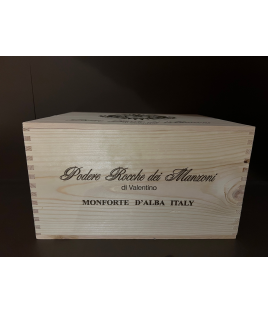 Podere Rocche dei Manzoni
di Valentino
MONFORTE D'ALBA ITALY